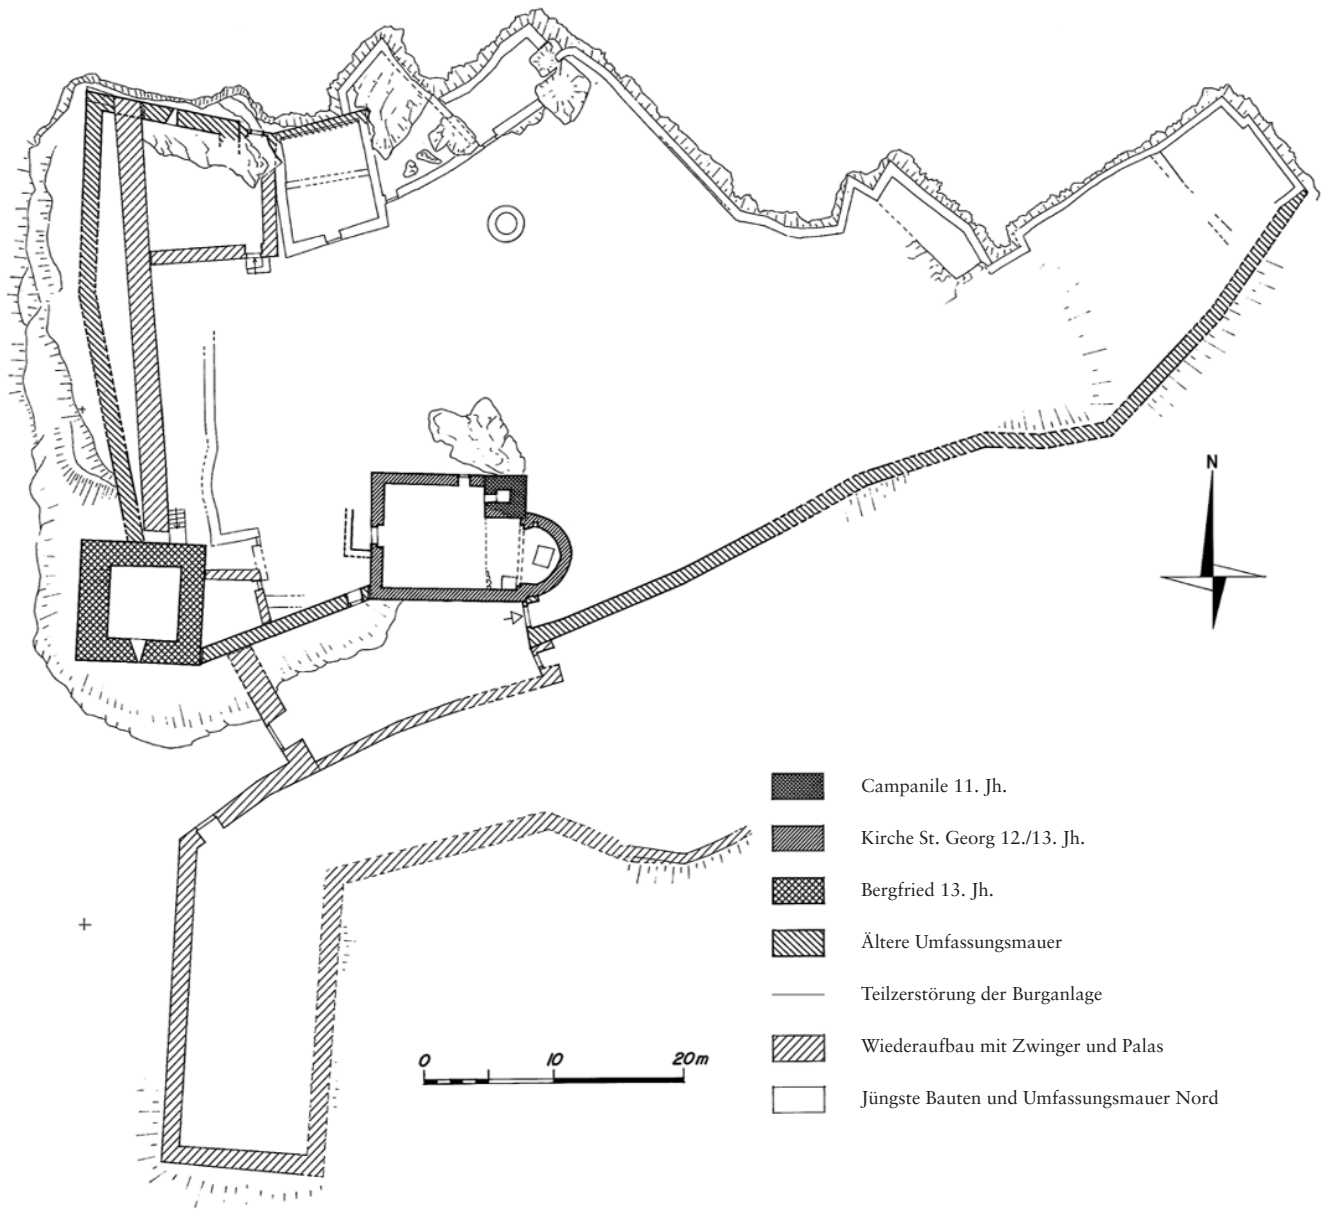 N
Campanile 11. Jh.
Kirche St. Georg 12./13. Jh.
Bergfried 13. Jh.
Ältere Umfassungsmauer
Teilzerstörung der Burganlage
Wiederaufbau mit Zwinger und Palas
Jüngste Bauten und Umfassungsmauer Nord
0 10 20 m